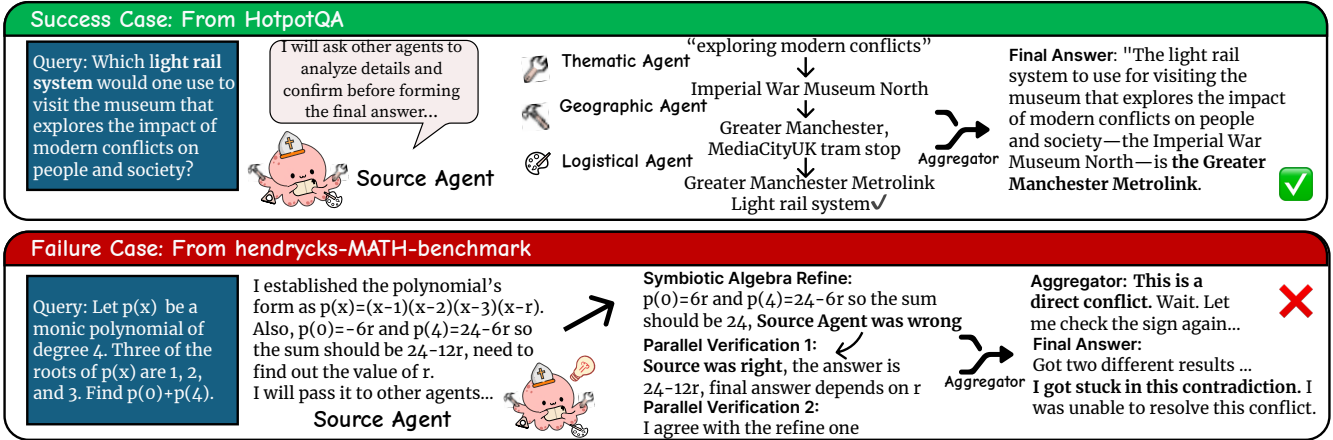 Success Case: From HotpotQA
Query: Which light rail
system would one use to
visit the museum that
explores the impact of
modern conflicts on
people and society?
I will ask other agents to
analyze details and
confirm before forming
the final answer...
Source Agent
Thematic Agent
Geographic Agent
Logistical Agent
“exploring modern conflicts”
Imperial War Museum North
Greater Manchester,
MediaCityUK tram stop
Greater Manchester Metrolink
Light rail system✓
Aggregator
Final Answer: "The light rail
system to use for visiting the
museum that explores the impact
of modern conflicts on people
and society—the Imperial War
Museum North—is the Greater
Manchester Metrolink.
Failure Case: From hendrycks-MATH-benchmark
Query: Let p(x) be a
monic polynomial of
degree 4. Three of the
roots of p(x) are 1, 2,
and 3. Find p(0)+p(4).
I established the polynomial’s
form as p(x)=(x-1)(x-2)(x-3)(x-r).
Also, p(0)=-6r and p(4)=24-6r so
the sum should be 24-12r, need to
find out the value of r.
I will pass it to other agents...
Source Agent
Symbiotic Algebra Refine:
p(0)=6r and p(4)=24-6r so the sum
should be 24, Source Agent was wrong
Parallel Verification 1:
Source was right, the answer is
24-12r, final answer depends on r
Parallel Verification 2:
I agree with the refine one
Aggregator
Aggregator: This is a
direct conflict. Wait. Let
me check the sign again...
Final Answer:
Got two different results ...
I got stuck in this contradiction. I
was unable to resolve this conflict.